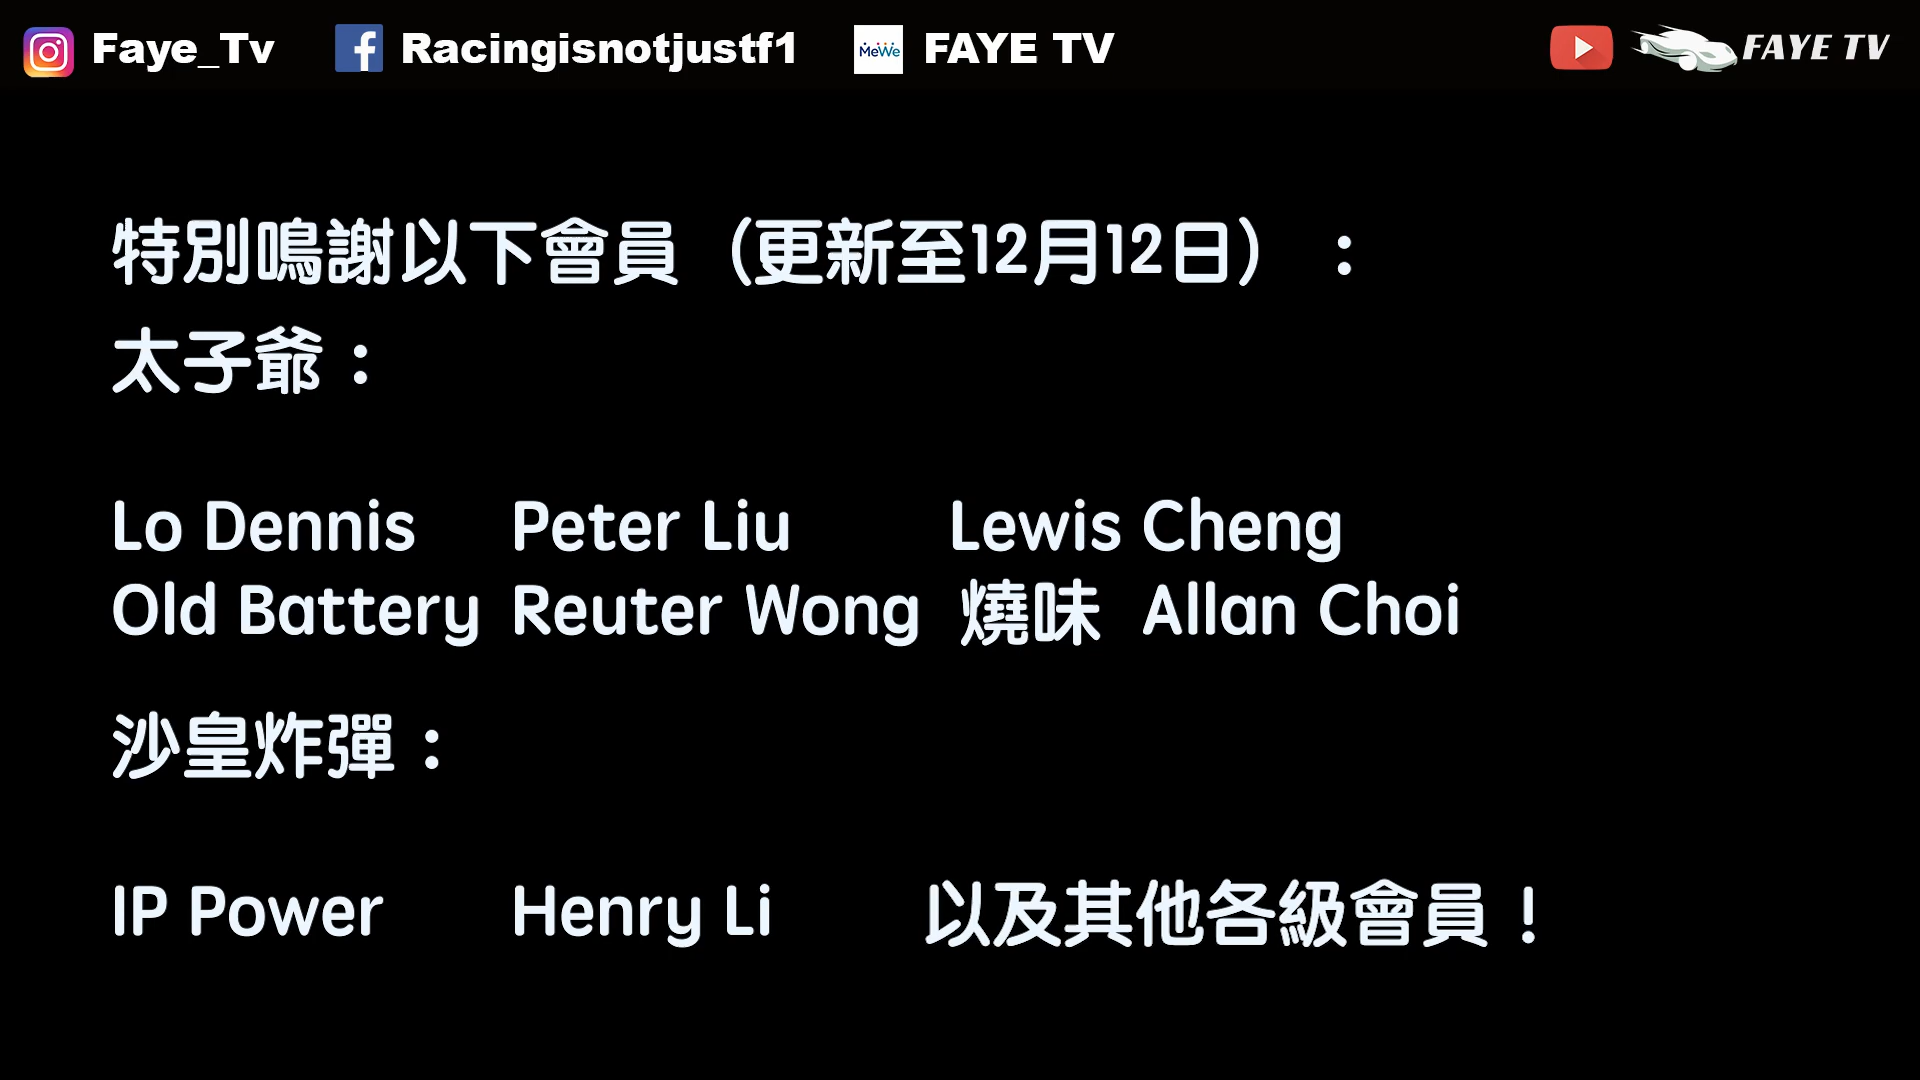 Faye_Tv Racingisnotjustf1 MeWe FAYE TV FAYE TV
特別鳴謝以下會員（更新至12月12日）：
太子爺：
Lo Dennis Peter Liu Lewis Cheng
Old Battery Reuter Wong 燒味 Allan Choi
沙皇炸彈：
IP Power Henry Li 以及其他各級會員！